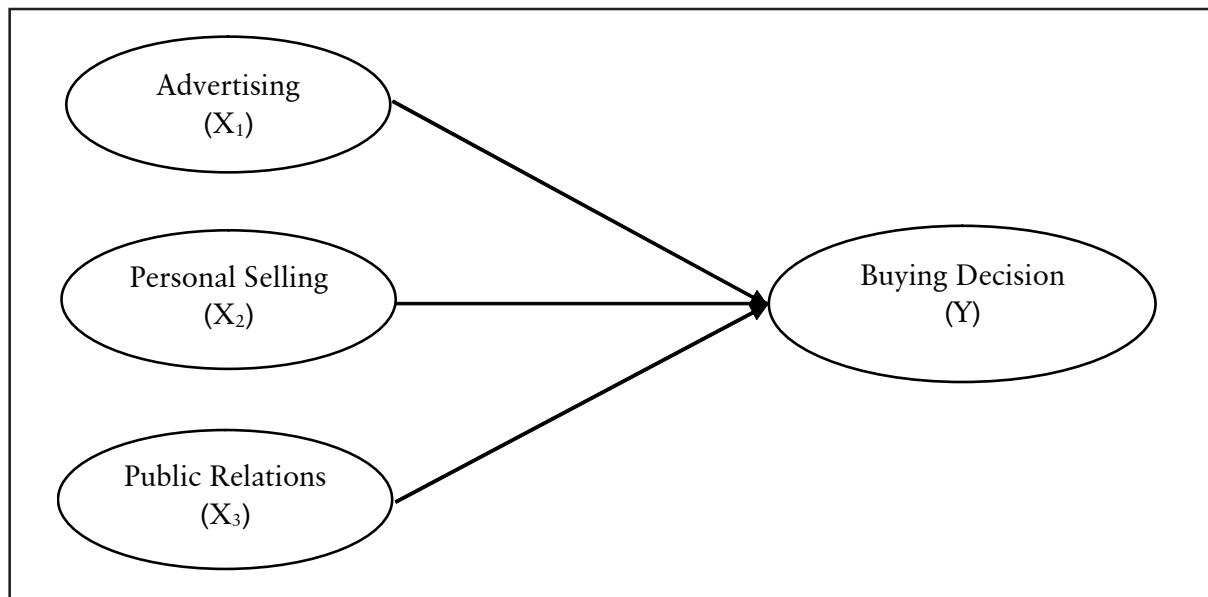 Advertising
(X₁)
Personal Selling
(X₂)
Buying Decision
(Y)
Public Relations
(X₃)